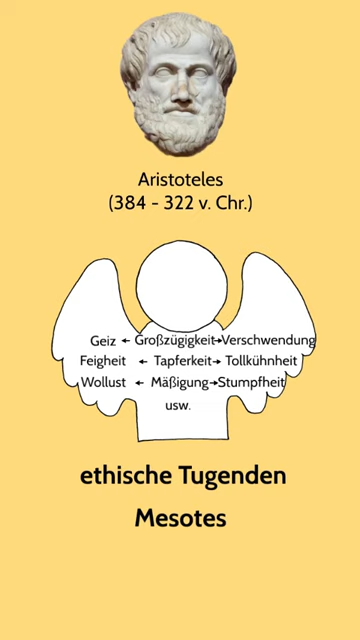 Aristoteles
(384 - 322 v. Chr.)
Geiz ← Großzügigkeit→Verschwendung
Feigheit ← Tapferkeit→ Tollkühnheit
Wollust ← Mäßigung→Stumpfheit
usw.
ethische Tugenden
Mesotes